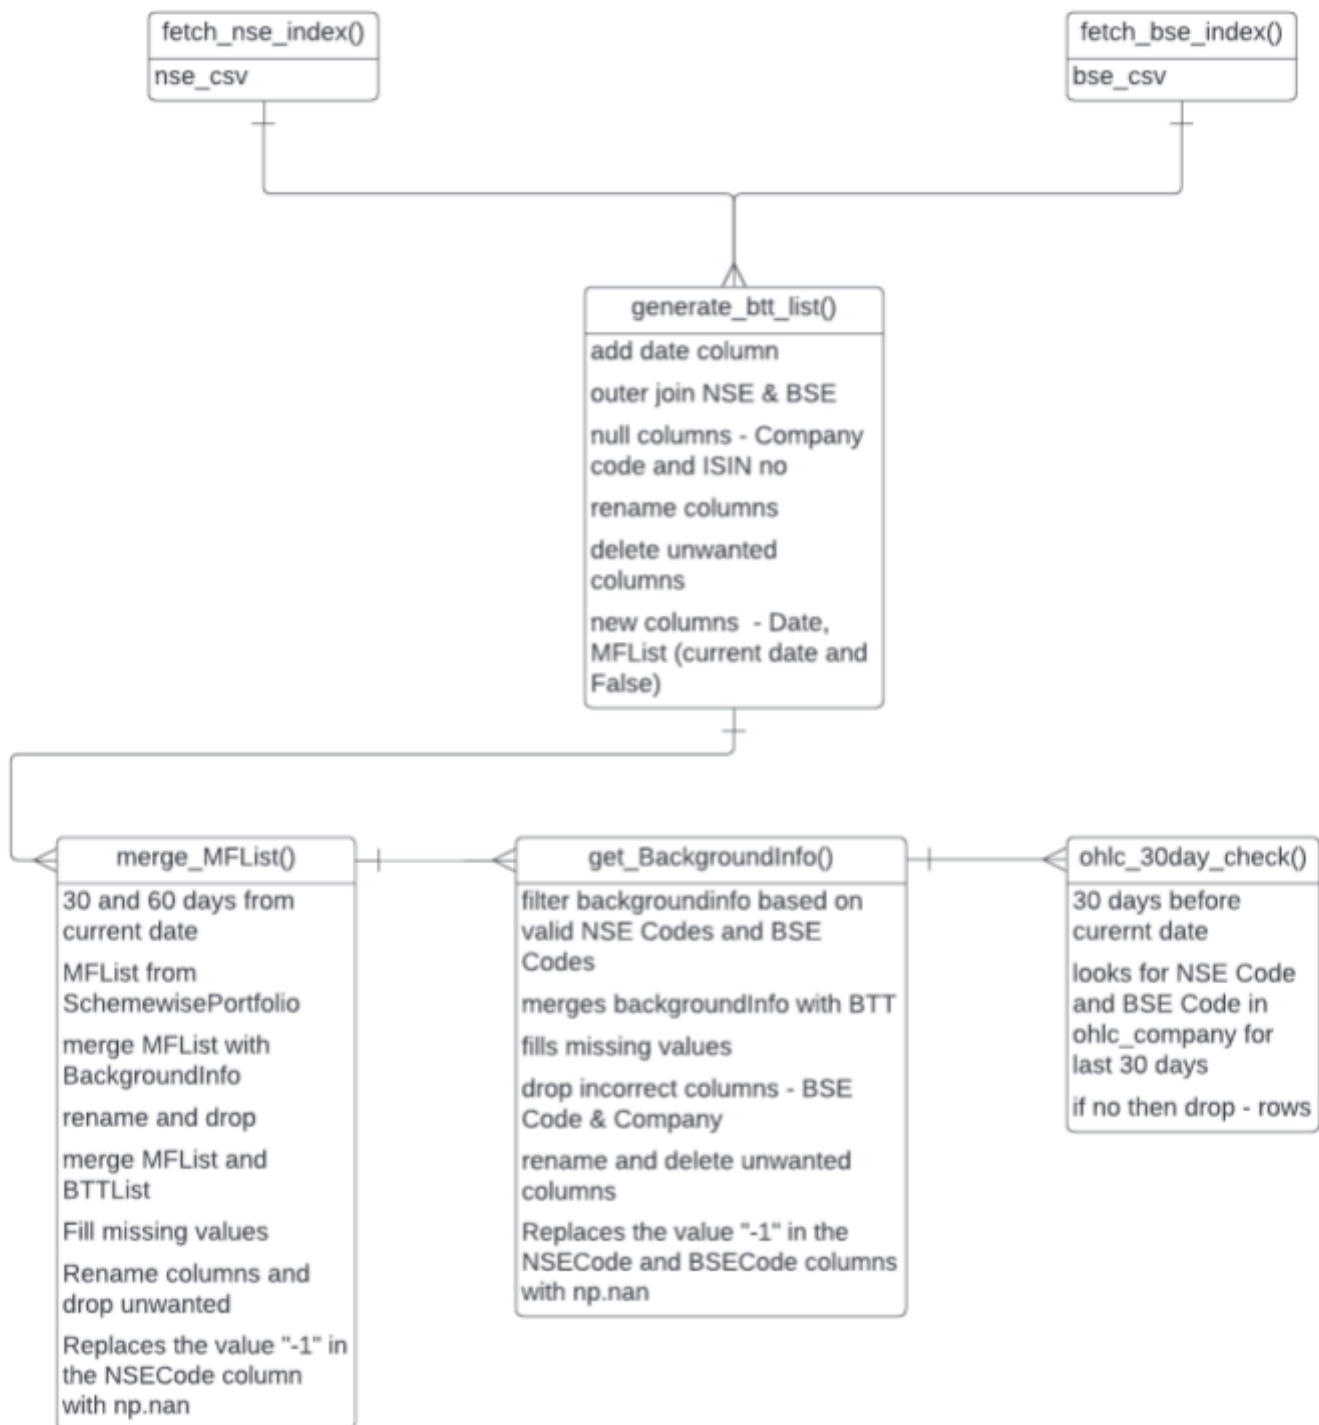 fetch_nse_index()
nse_csv
fetch_bse_index()
bse_csv
generate_btt_list()
add date column
outer join NSE & BSE
null columns - Company
code and ISIN no
rename columns
delete unwanted
columns
new columns  - Date,
MFList (current date and
False)
merge_MFList()
30 and 60 days from
current date
MFList from
SchemewisePortfolio
merge MFList with
BackgroundInfo
rename and drop
merge MFList and
BTTList
Fill missing values
Rename columns and
drop unwanted
Replaces the value "-1" in
the NSECode column
with np.nan
get_BackgroundInfo()
filter backgroundinfo based on
valid NSE Codes and BSE
Codes
merges backgroundInfo with BTT
fills missing values
drop incorrect columns - BSE
Code & Company
rename and delete unwanted
columns
Replaces the value "-1" in the
NSECode and BSECode columns
with np.nan
ohlc_30day_check()
30 days before
curernt date
looks for NSE Code
and BSE Code in
ohlc_company for
last 30 days
if no then drop - rows